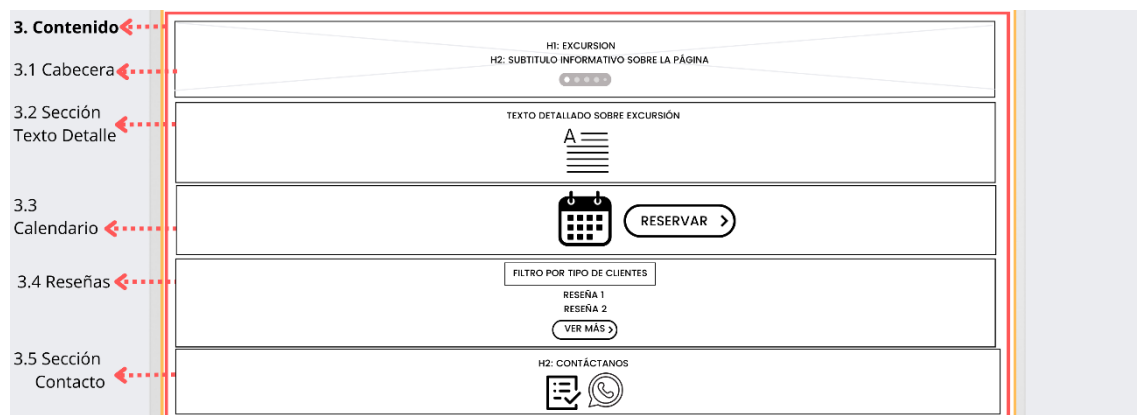 3. Contenido
H1: EXCURSION
H2: SUBTITULO INFORMATIVO SOBRE LA PÁGINA
3.1 Cabecera
3.2 Sección
Texto Detalle
TEXTO DETALLADO SOBRE EXCURSIÓN
A
3.3
Calendario
RESERVAR
3.4 Reseñas
FILTRO POR TIPO DE CLIENTES
RESEÑA 1
RESEÑA 2
VER MÁS
3.5 Sección
Contacto
H2: CONTÁCTANOS